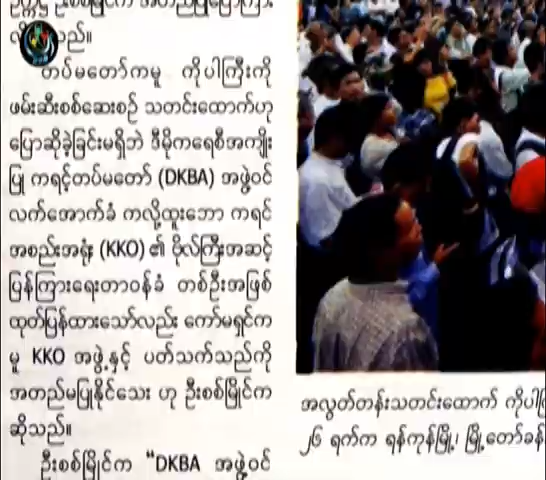 ည်။
တပ်မတော်ကမူ ကိုပါကြီးကို
ဖမ်းဆီးစစ်ဆေးစဉ် သတင်းထောက်ဟု
ပြောဆိုခဲ့ခြင်းမရှိဘဲ ဒီမိုကရေစီအကျိုး
ပြု ကရင့်တပ်မတော် (DKBA) အဖွဲ့ဝင်
လက်အောက်ခံ ကလိုထူးဘော ကရင်
အစည်းအရုံး (KKO) ၏ ဗိုလ်ကြီးအဆင့်
ပြန်ကြားရေးတာဝန်ခံ တစ်ဦးအဖြစ်
ထုတ်ပြန်ထားသော်လည်း ကော်မရှင်က
မူ KKO အဖွဲ့နှင့် ပတ်သက်သည်ကို
အတည်မပြုနိုင်သေး ဟု ဦးစစ်မြိုင်က
ဆိုသည်။
ဦးစစ်မြိုင်က “DKBA အဖွဲ့ဝင်
အလွတ်တန်းသတင်းထောက် ကိုပါကြ
၂၆ ရက်က ရန်ကုန်မြို့၊ မြို့တော်ခန်